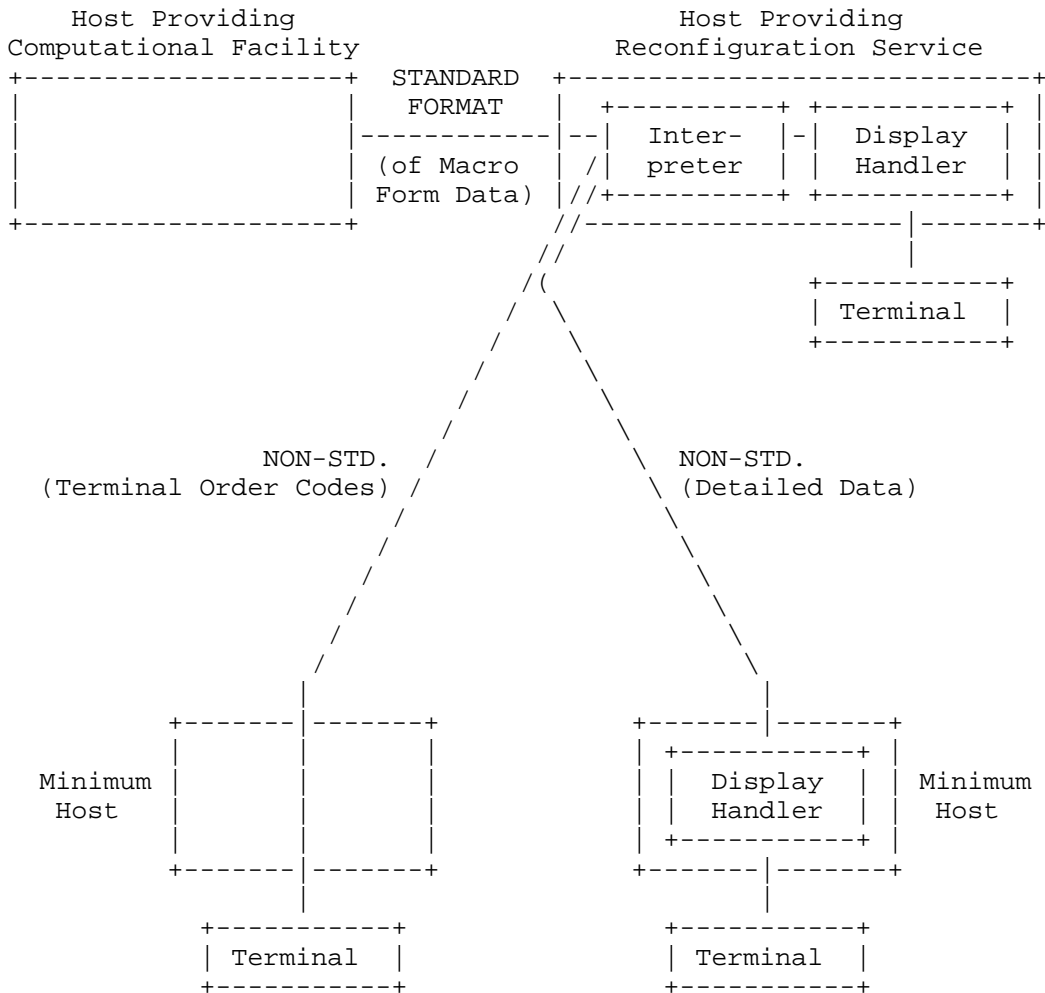 Host Providing
Computational Facility
Host Providing
Reconfiguration Service
STANDARD
FORMAT
(of Macro
Form Data)
Inter-
preter
Display
Handler
Terminal
NON-STD.
(Terminal Order Codes)
NON-STD.
(Detailed Data)
Minimum
Host
Display
Handler
Minimum
Host
Terminal
Terminal